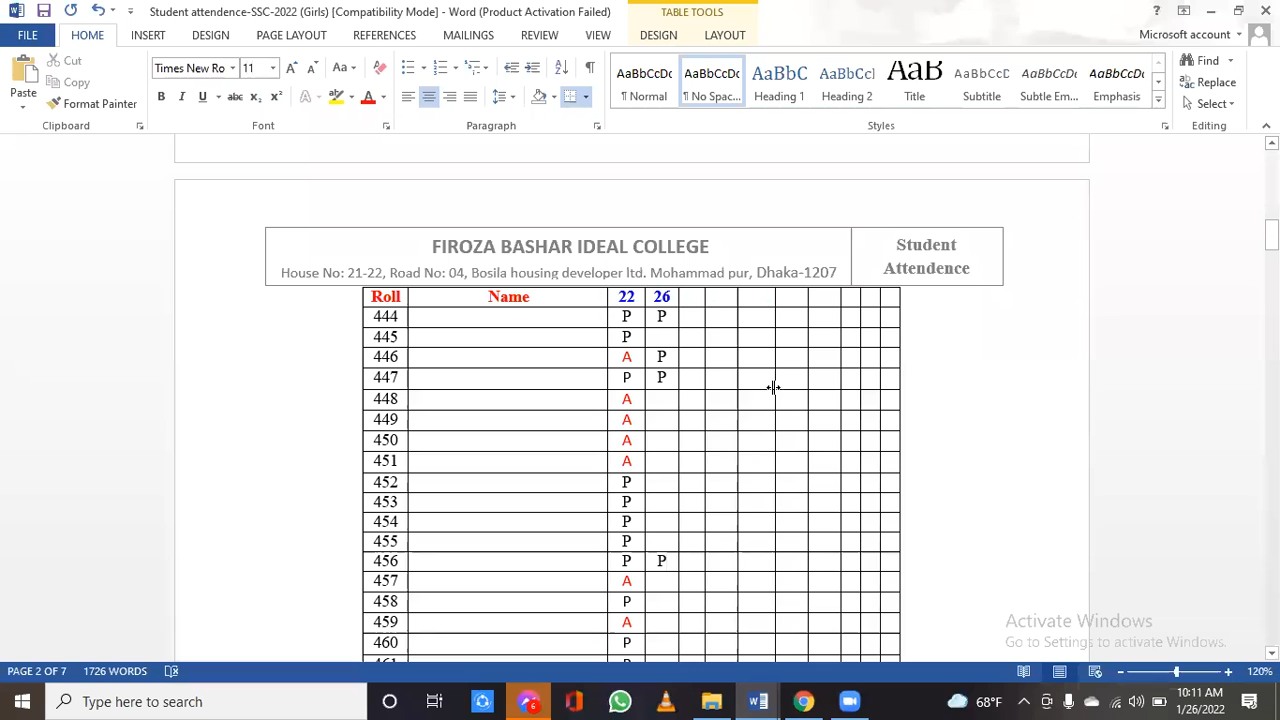 Student attendence-SSC-2022 (Girls) [Compatibility Mode] - Word (Product Activation Failed)
TABLE TOOLS
?
FILE HOME INSERT DESIGN PAGE LAYOUT REFERENCES MAILINGS REVIEW VIEW DESIGN LAYOUT
Microsoft account
Paste
Cut
Copy
Format Painter
Clipboard
Times New Ro 11
Font
Paragraph
AaBbCcDc AaBbCcDc AaBbC AaBbCcl AaB AaBbCcDc AaBbCcDc AaBbCcDc
¶ Normal ¶ No Spac... Heading 1 Heading 2 Title Subtitle Subtle Em... Emphasis
Styles
Find
Replace
Select
Editing
FIROZA BASHAR IDEAL COLLEGE
House No: 21-22, Road No: 04, Bosila housing developer ltd. Mohammad pur, Dhaka-1207
Student
Attendence
Roll Name 22 26
444 P P
445 P
446 A P
447 P P
448 A
449 A
450 A
451 A
452 P
453 P
454 P
455 P
456 P P
457 A
458 P
459 A
460 P
Activate Windows
Go to Settings to activate Windows.
PAGE 2 OF 7 1726 WORDS
120%
Type here to search
6
68°F
10:11 AM
1/26/2022